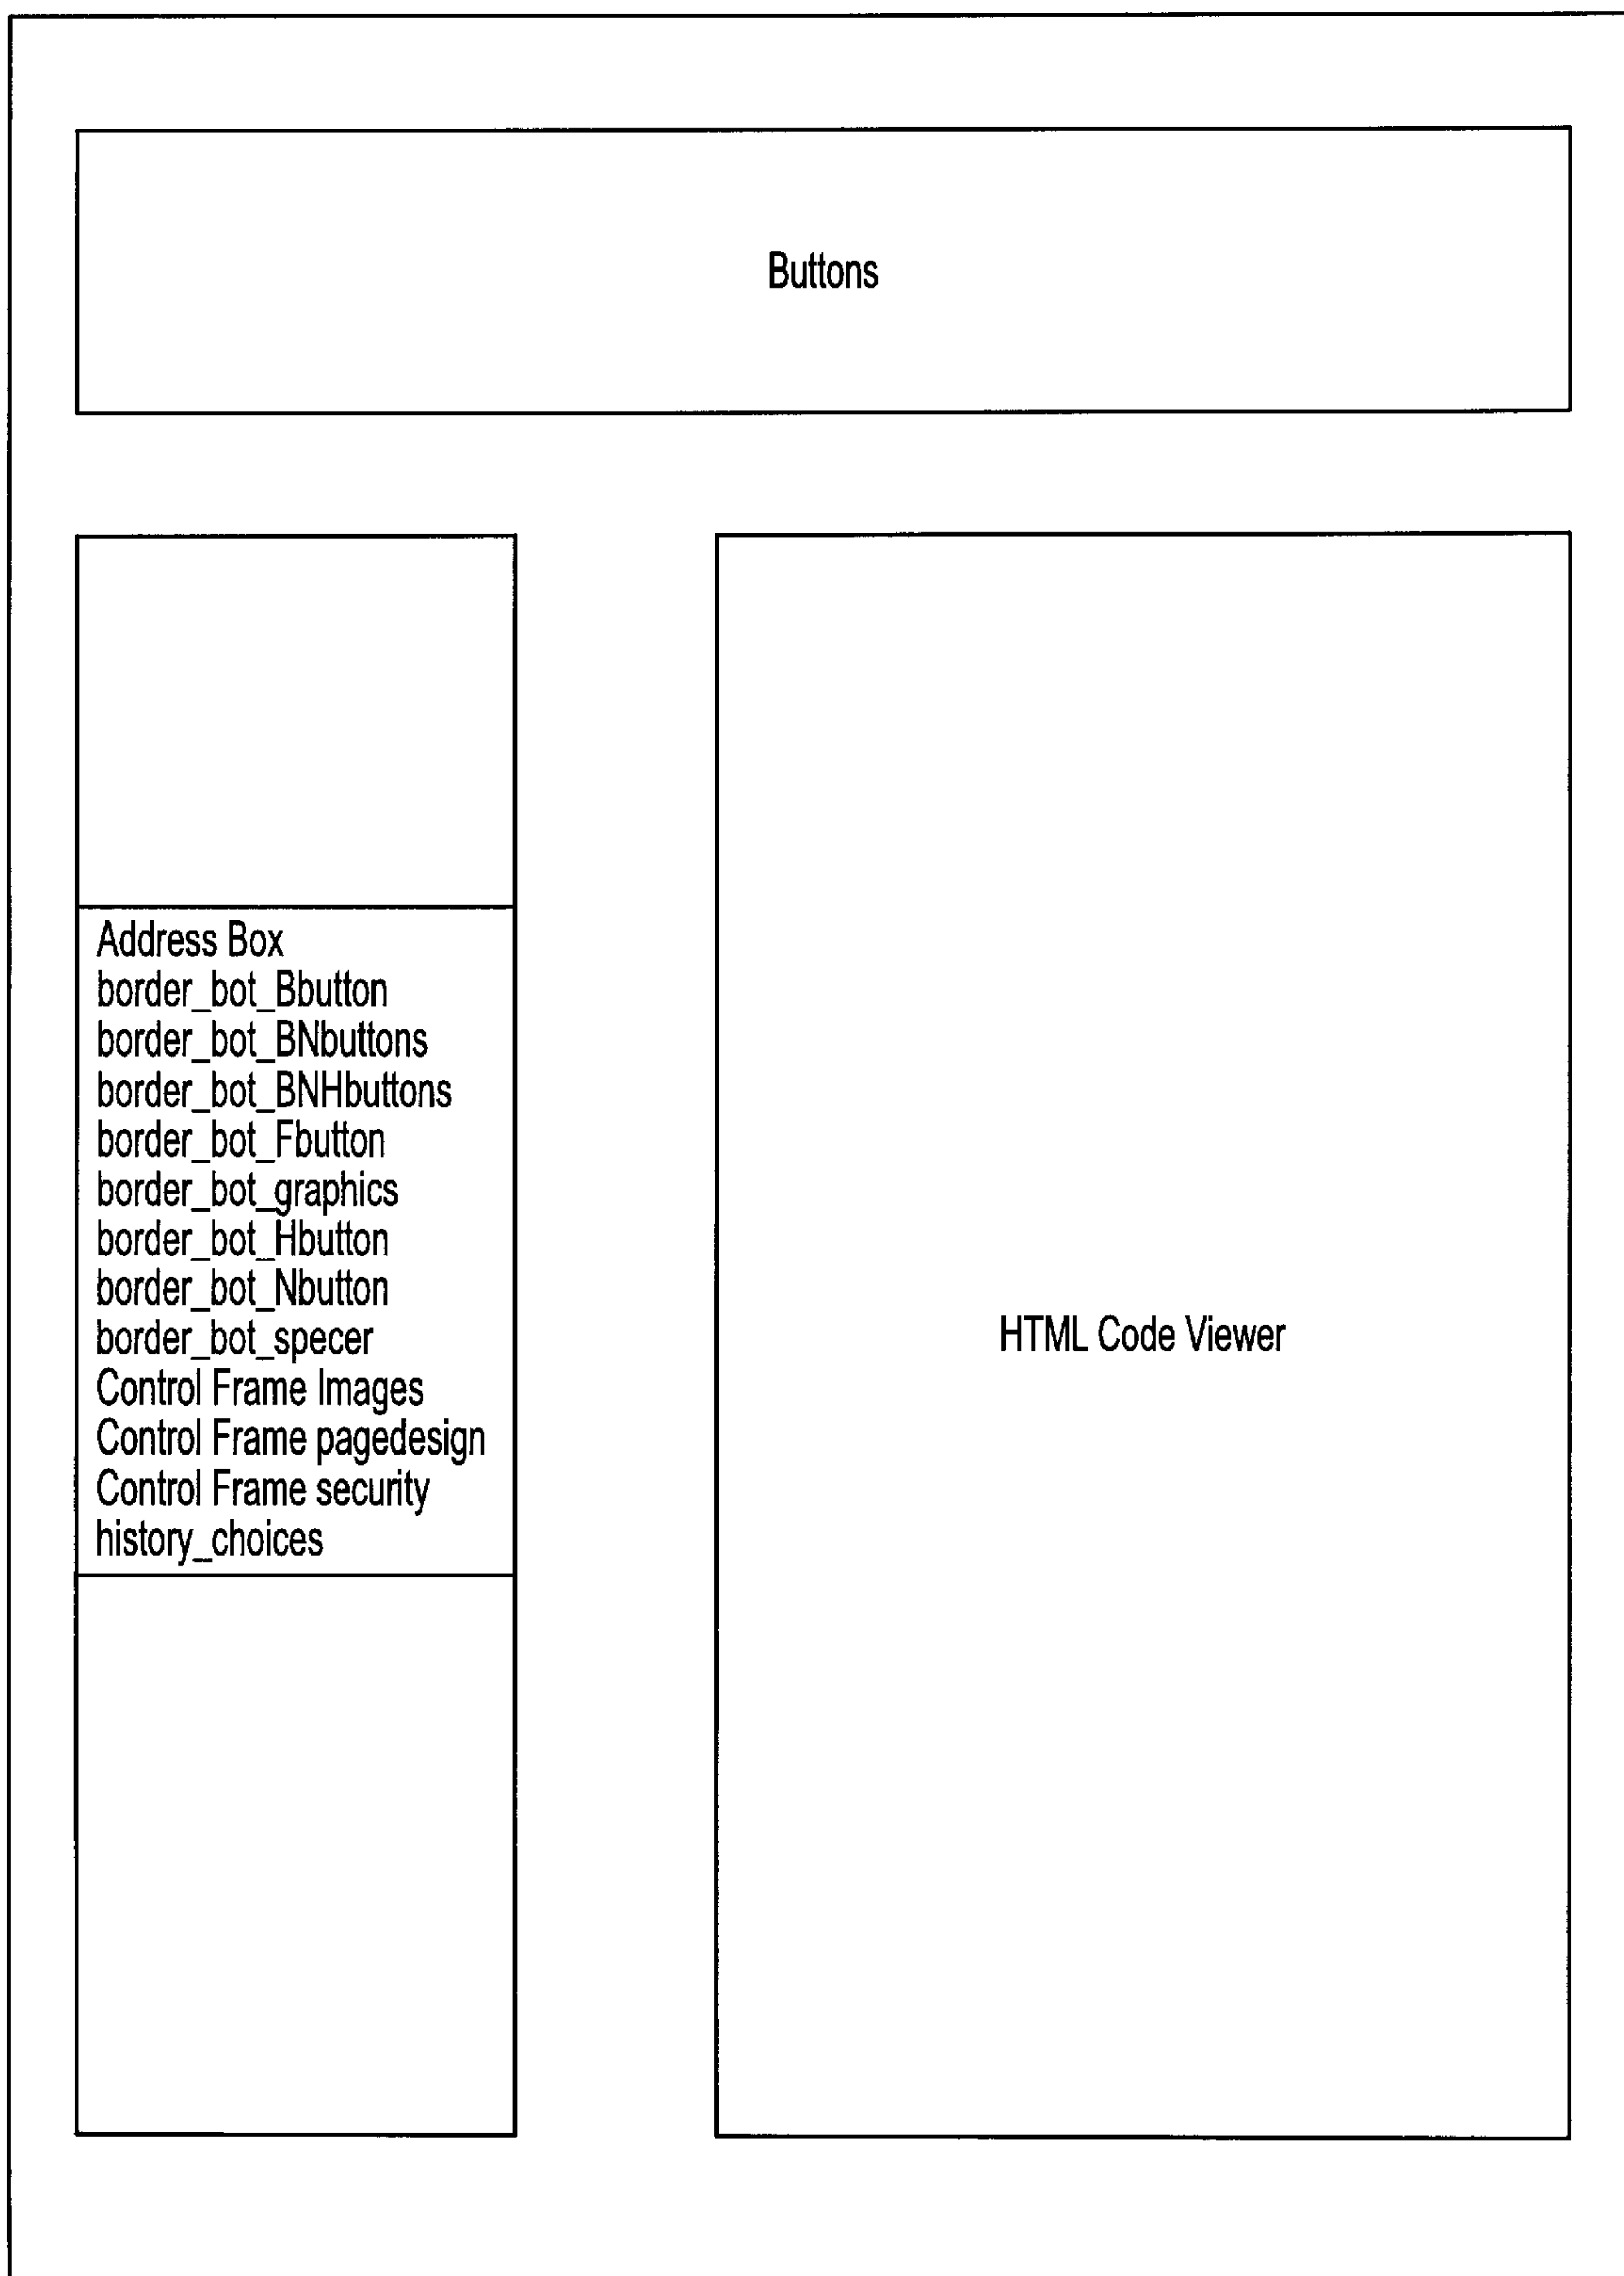 Buttons
Address Box
border_bot_Bbutton
border_bot_BNbuttons
border_bot_BNHbuttons
border_bot_Fbutton
border_bot_graphics
border_bot_Hbutton
border_bot_Nbutton
border_bot_specer
Control Frame Images
Control Frame pagedesign
Control Frame security
history_choices
HTML Code Viewer